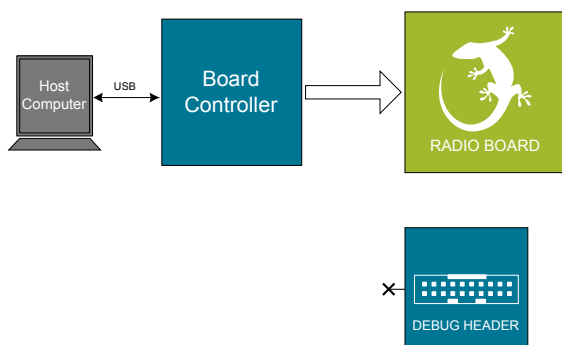 Host
Computer
USB
Board
Controller
RADIO BOARD
DEBUG HEADER